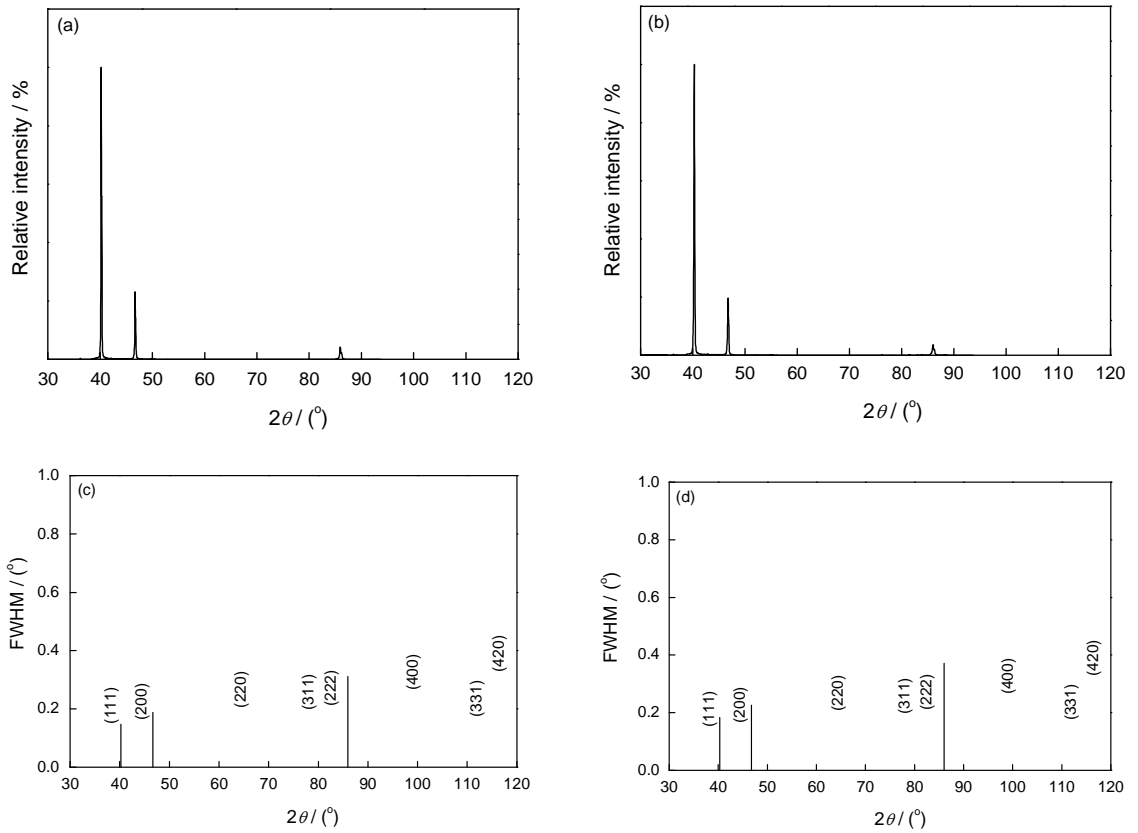 (a)
Relative intensity / %
30 40 50 60 70 80 90 100 110 120
2θ / (°)
(b)
Relative intensity / %
30 40 50 60 70 80 90 100 110 120
2θ / (°)
(c)
1.0
0.8
0.6
0.4
0.2
0.0
FWHM / (°)
(111)
(200)
(220)
(311)
(222)
(400)
(331)
(420)
30 40 50 60 70 80 90 100 110 120
2θ / (°)
(d)
1.0
0.8
0.6
0.4
0.2
0.0
FWHM / (°)
(111)
(200)
(220)
(311)
(222)
(400)
(331)
(420)
30 40 50 60 70 80 90 100 110 120
2θ / (°)